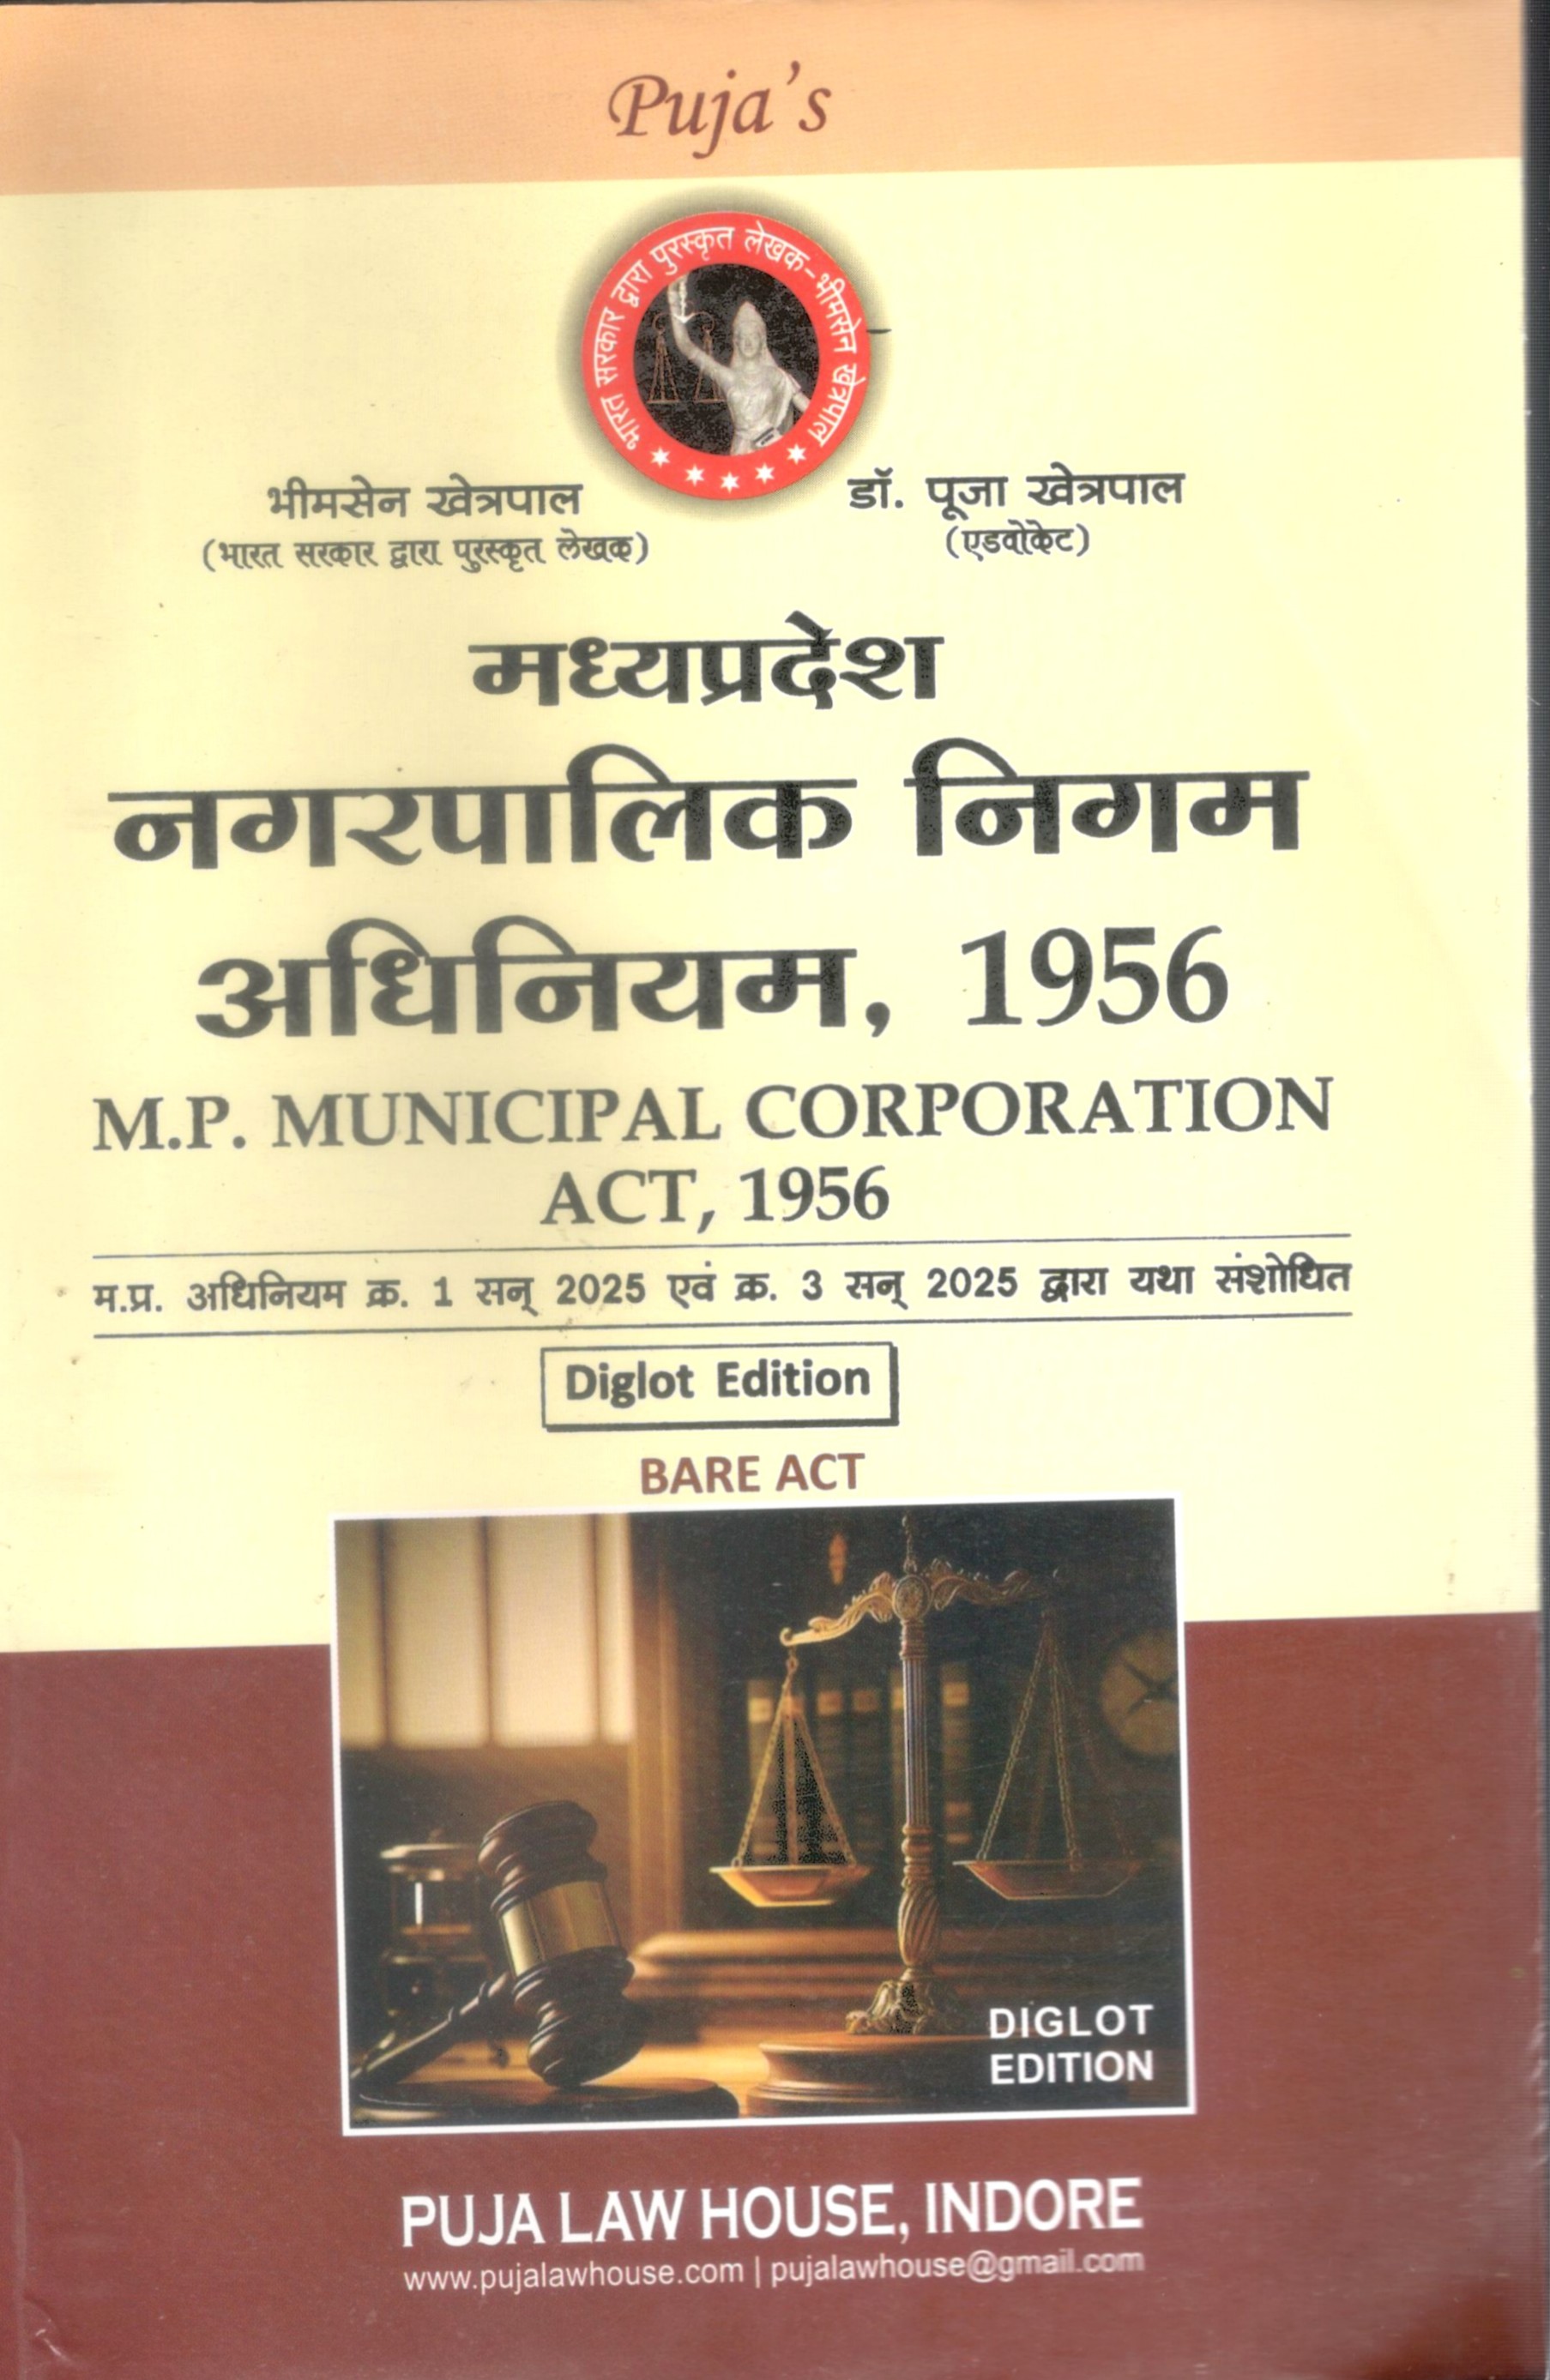 Puja's
भारत सरकार द्वारा पुरस्कृत लेखक-भीमसेन खेत्रपाल
भीमसेन खेत्रपाल
(भारत सरकार द्वारा पुरस्कृत लेखक)
डॉ. पूजा खेत्रपाल
(एडवोकेट)
मध्यप्रदेश
नगरपालिक निगम
अधिनियम, 1956
M.P. MUNICIPAL CORPORATION
ACT, 1956
म.प्र. अधिनियम क्र. 1 सन् 2025 एवं क्र. 3 सन् 2025 द्वारा यथा संशोधित
Diglot Edition
BARE ACT
DIGLOT
EDITION
PUJA LAW HOUSE, INDORE
www.pujalawhouse.com | pujalawhouse@gmail.com